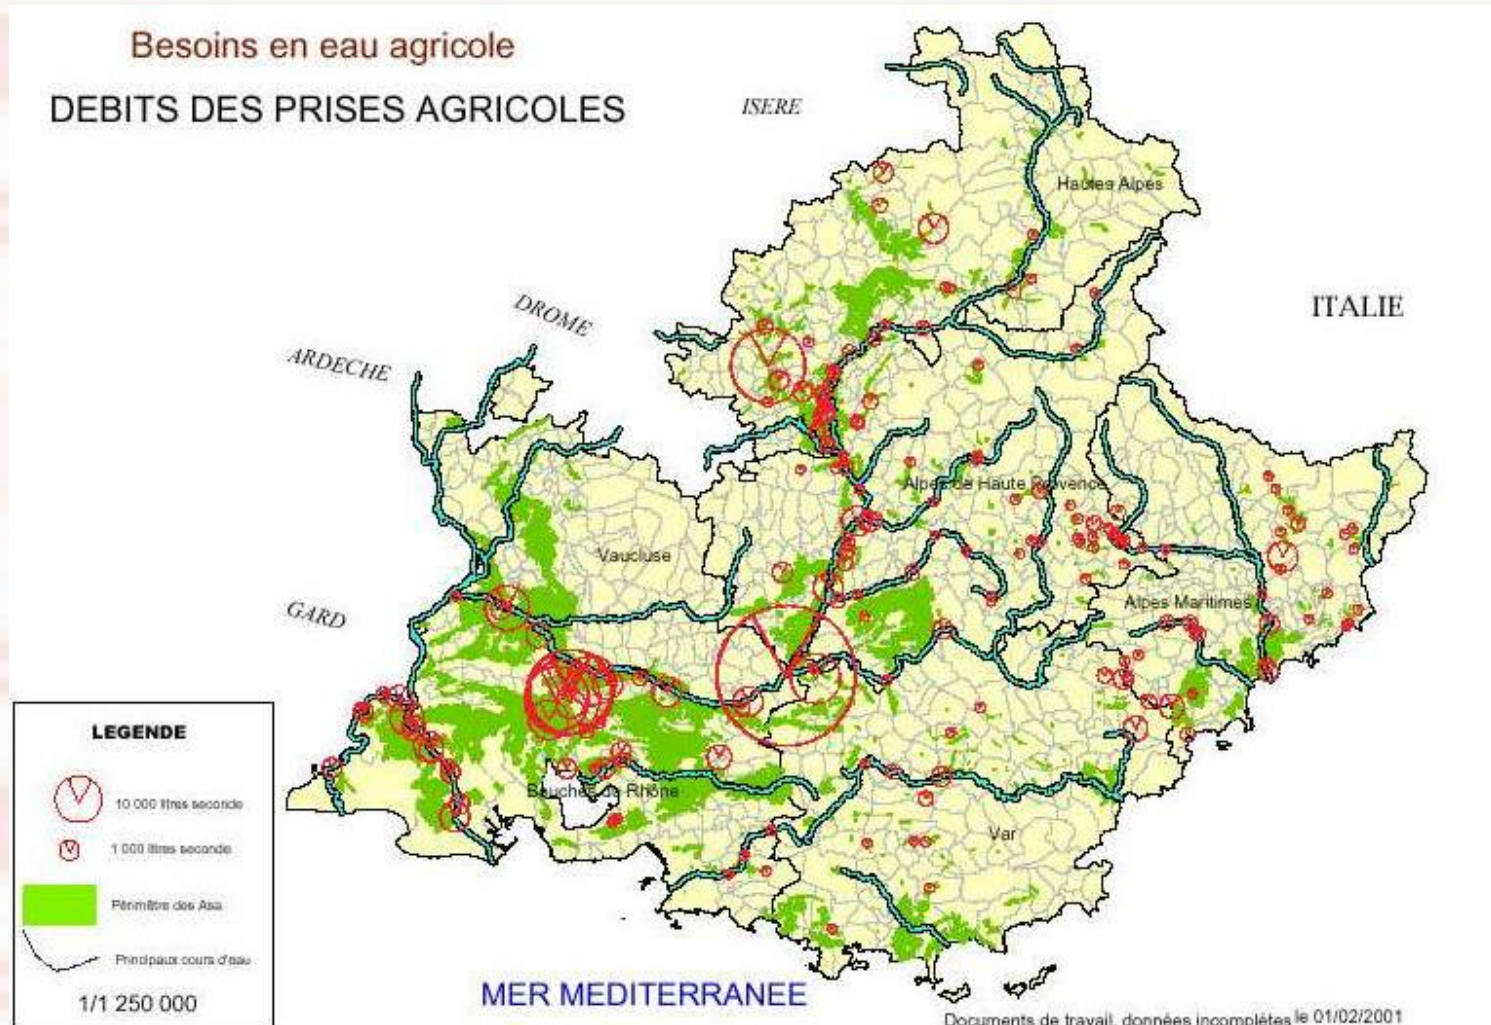 Besoins en eau agricole
DEBITS DES PRISES AGRICOLES
ISERE
Hautes Alpes
ITALIE
DROME
ARDECHE
Alpes de Haute Provence
Vaucluse
GARD
Alpes Maritimes
LEGENDE
10 000 litres seconde
1 000 litres seconde
Périmètre des Asa
Principaux cours d'eau
1/1 250 000
Bouches du Rhône
Var
MER MEDITERRANEE
Documents de travail, données incomplétes le 01/02/2001